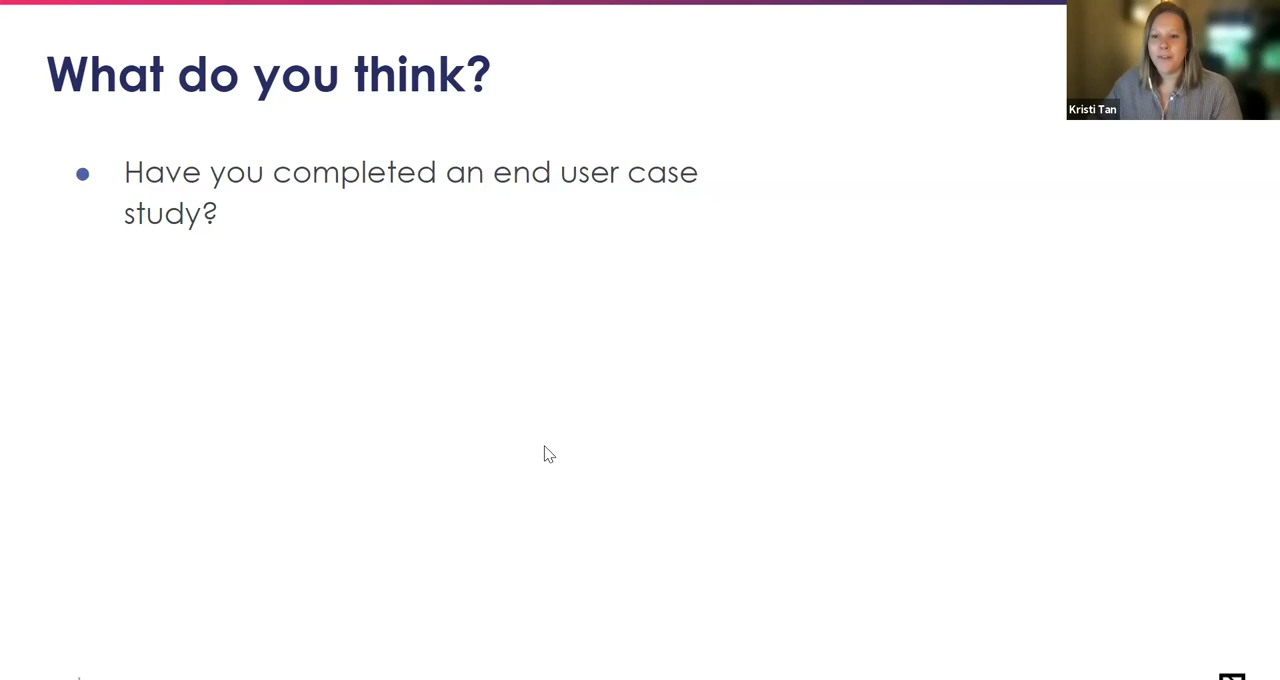 What do you think?
Kristi Tan
● Have you completed an end user case
study?